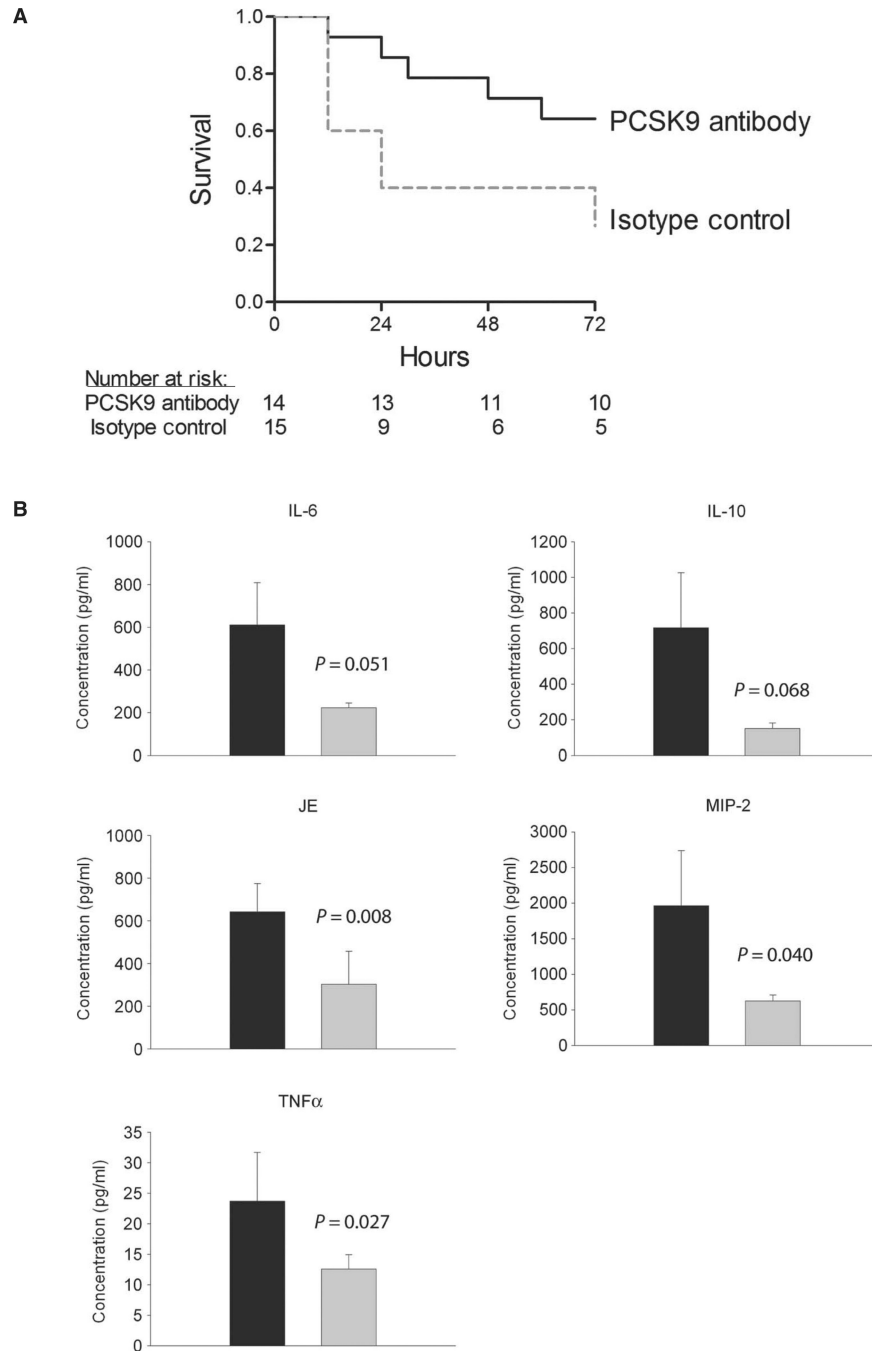 A
1.0
0.8
0.6
0.4
0.2
0.0
Survival
PCSK9 antibody
Isotype control
0 24 48 72
Hours
Number at risk:
PCSK9 antibody 14 13 11 10
Isotype control 15 9 6 5
B
IL-6
Concentration (pg/ml)
1000
800
600
400
200
0
P = 0.051
IL-10
Concentration (pg/ml)
1200
1000
800
600
400
200
0
P = 0.068
JE
Concentration (pg/ml)
1000
800
600
400
200
0
P = 0.008
MIP-2
Concentration (pg/ml)
3000
2500
2000
1500
1000
500
0
P = 0.040
TNFα
Concentration (pg/ml)
35
30
25
20
15
10
5
0
P = 0.027